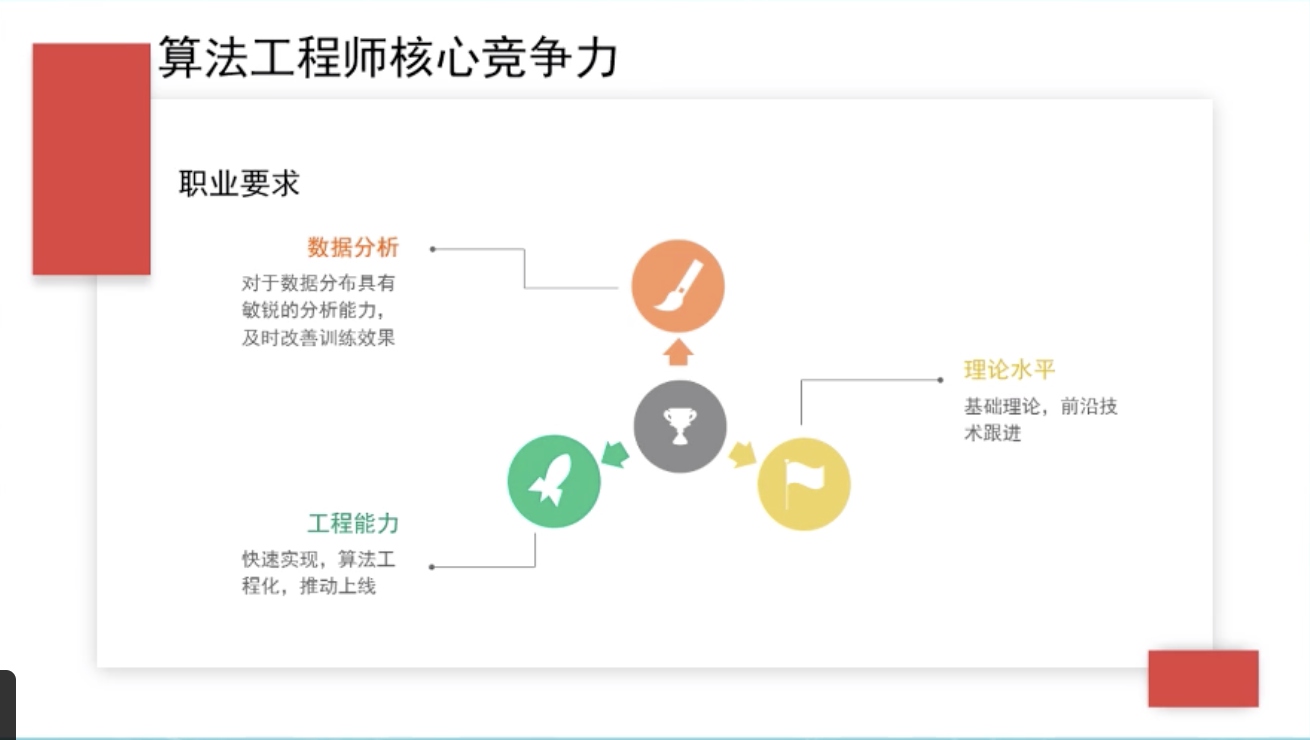 算法工程师核心竞争力
职业要求
数据分析
对于数据分布具有
敏锐的分析能力，
及时改善训练效果
理论水平
基础理论，前沿技
术跟进
工程能力
快速实现，算法工
程化，推动上线